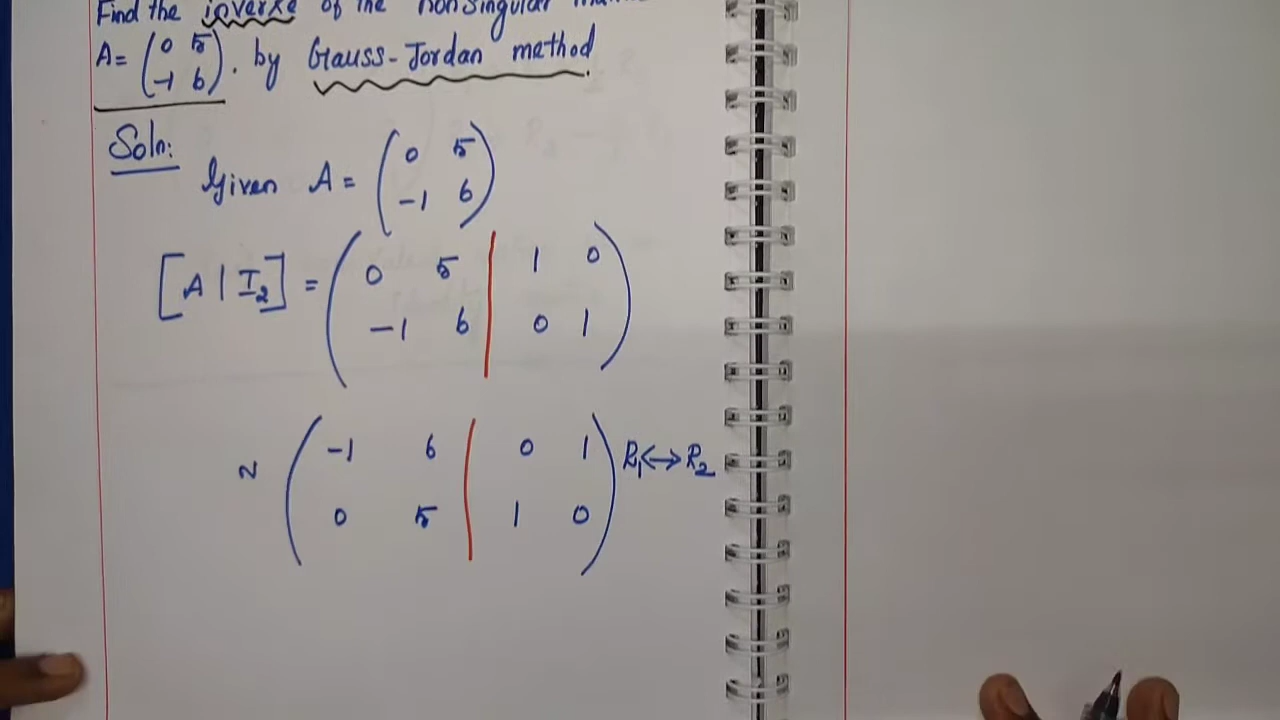 Find the inverse of the nonsingular
A = (0 5
-1 6). by Gauss-Jordan method
Soln:
Given A = (0 5
-1 6)
[A | I₂] = (0 5 | 1 0
-1 6 | 0 1)
~ (-1 6 | 0 1
0 5 | 1 0) R₁↔R₂